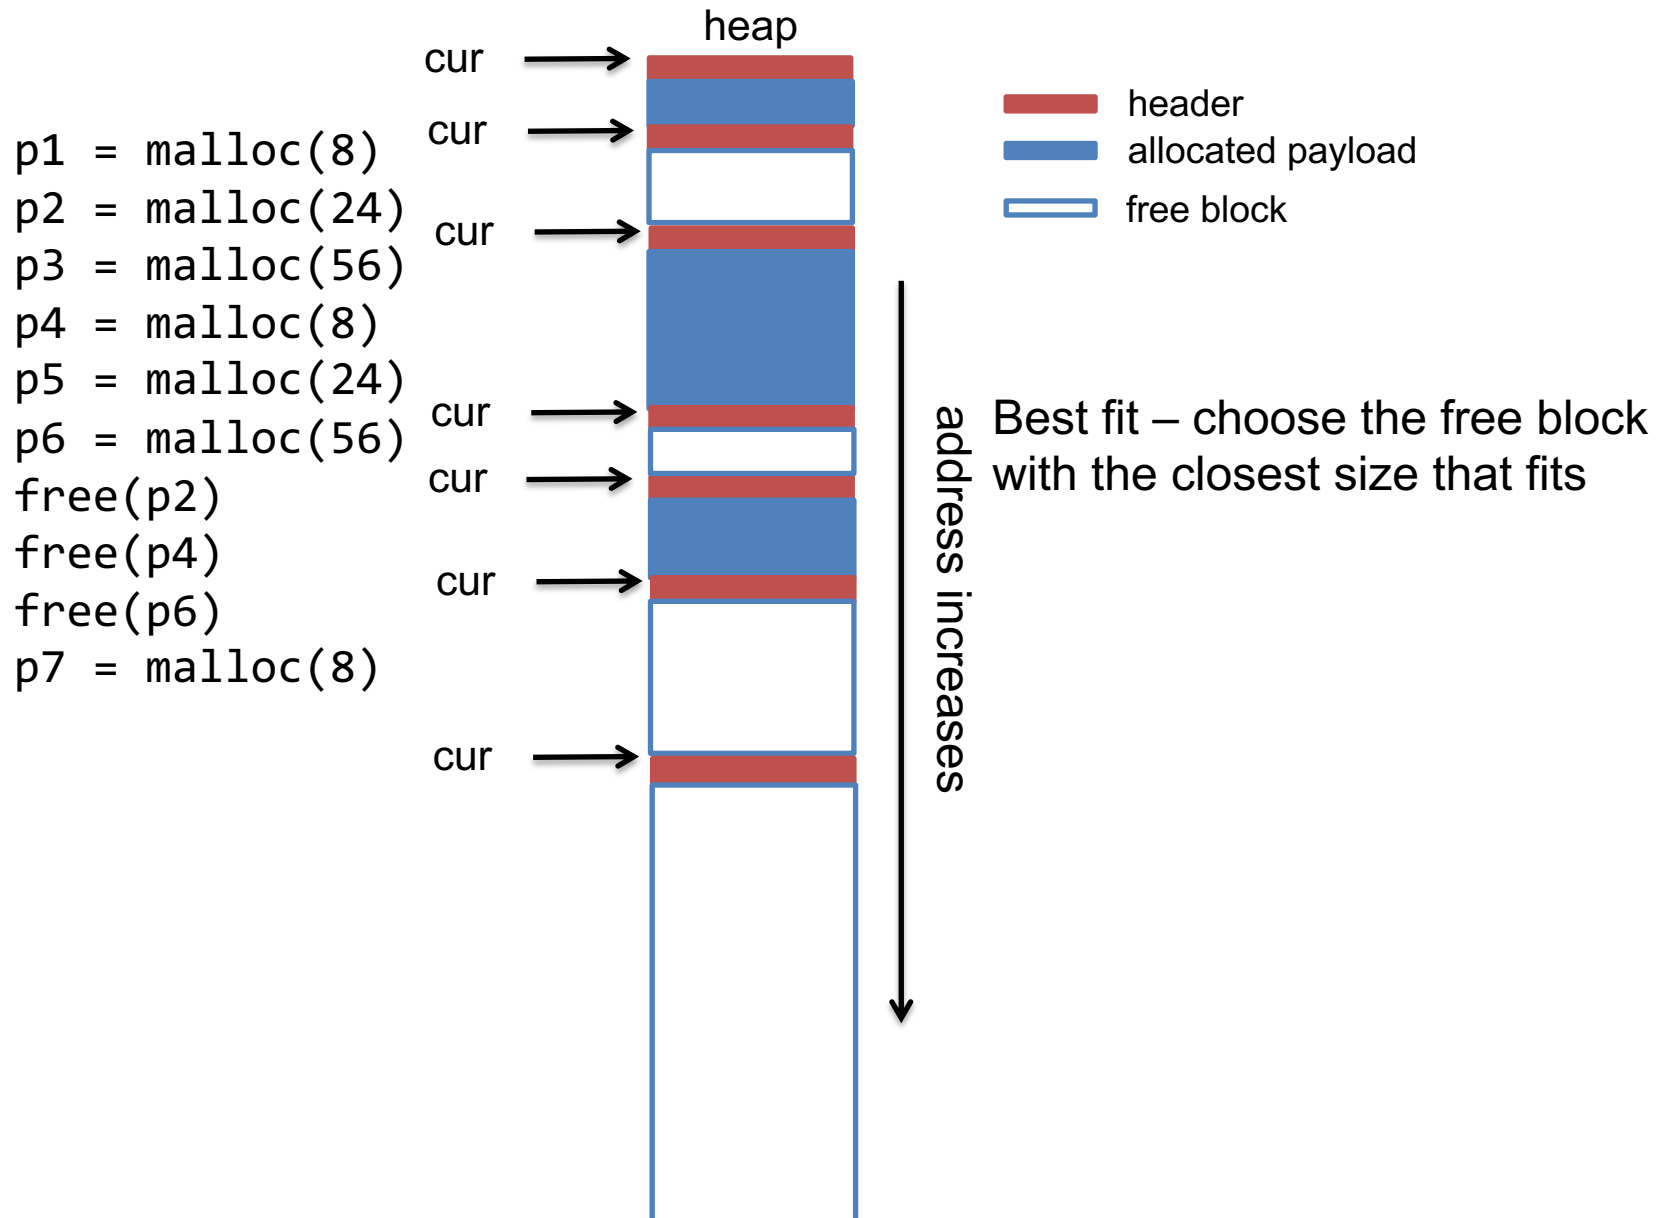 heap
cur
cur
cur
cur
cur
cur
cur
p1 = malloc(8)
p2 = malloc(24)
p3 = malloc(56)
p4 = malloc(8)
p5 = malloc(24)
p6 = malloc(56)
free(p2)
free(p4)
free(p6)
p7 = malloc(8)
header
allocated payload
free block
address increases
Best fit – choose the free block
with the closest size that fits